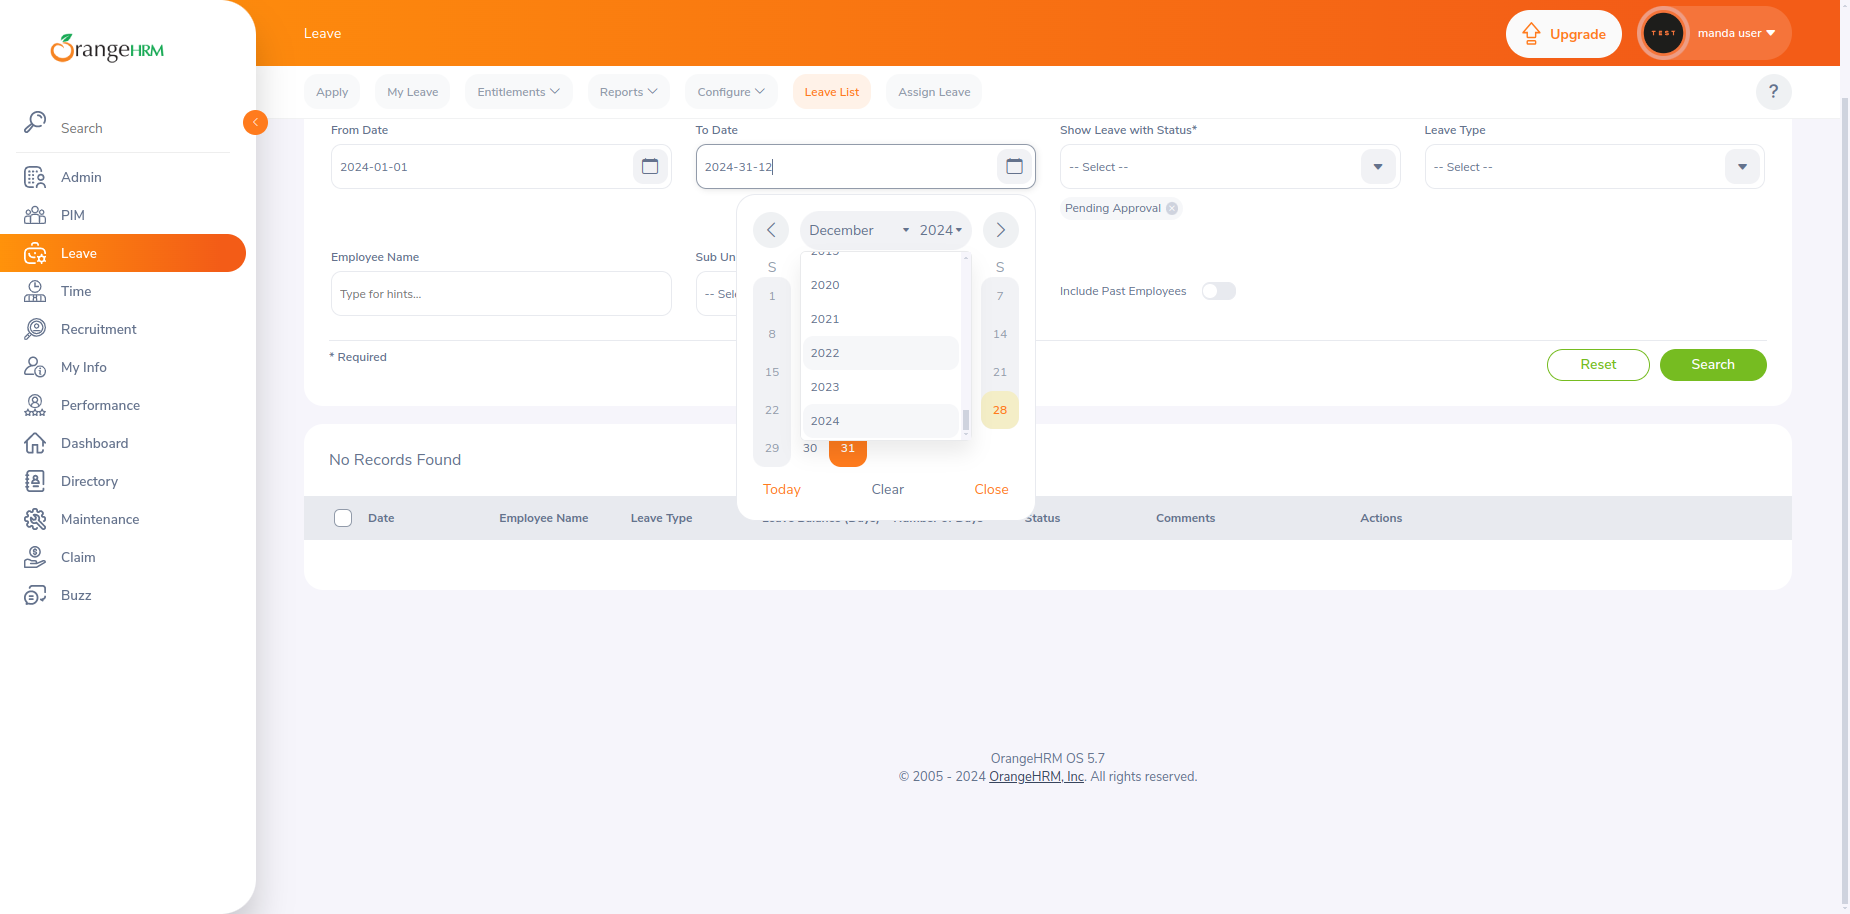 OrangeHRM
Leave
Upgrade
TEST
manda user
Apply
My Leave
Entitlements
Reports
Configure
Leave List
Assign Leave
?
Search
Admin
PIM
Leave
Time
Recruitment
My Info
Performance
Dashboard
Directory
Maintenance
Claim
Buzz
From Date
To Date
Show Leave with Status*
Leave Type
2024-01-01
2024-31-12
-- Select --
-- Select --
Pending Approval
December
2024
S
S
1
7
8
14
15
21
22
28
29
30
31
2020
2021
2022
2023
2024
Today
Clear
Close
Employee Name
Sub Un
Type for hints...
-- Sele
Include Past Employees
* Required
Reset
Search
No Records Found
Date
Employee Name
Leave Type
Status
Comments
Actions
OrangeHRM OS 5.7
© 2005 - 2024 OrangeHRM, Inc. All rights reserved.